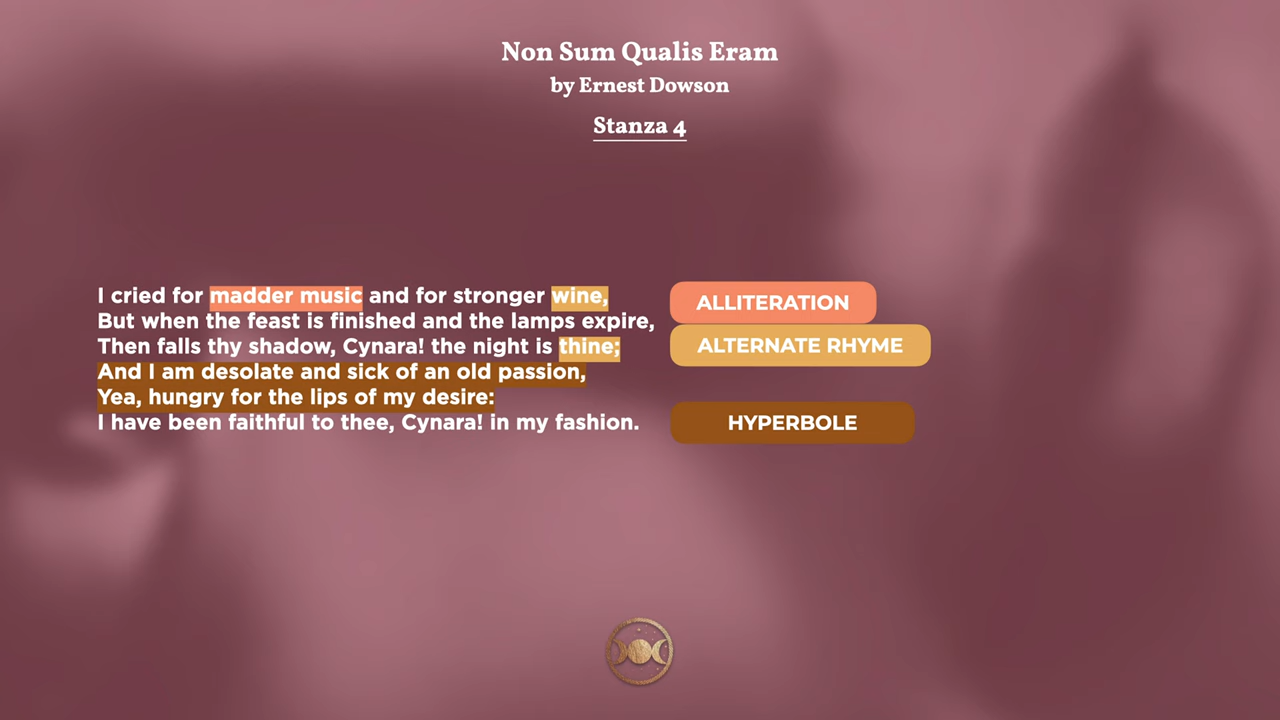 Non Sum Qualis Eram
by Ernest Dowson
Stanza 4
I cried for madder music and for stronger wine,
But when the feast is finished and the lamps expire,
Then falls thy shadow, Cynara! the night is thine;
And I am desolate and sick of an old passion,
Yea, hungry for the lips of my desire:
I have been faithful to thee, Cynara! in my fashion.
ALLITERATION
ALTERNATE RHYME
HYPERBOLE